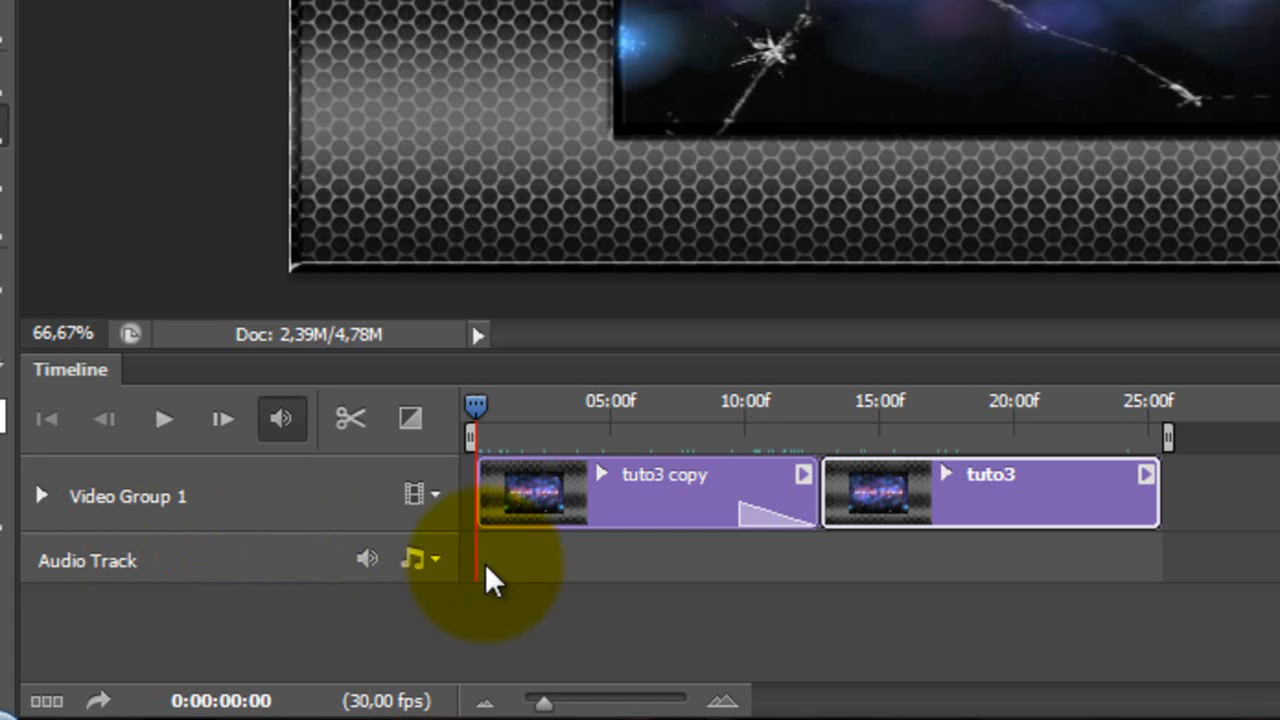 66,67%
Doc: 2,39M/4,78M
Timeline
05:00f 10:00f 15:00f 20:00f 25:00f
tuto3 copy
tuto3
Video Group 1
Audio Track
0:00:00:00
(30,00 fps)